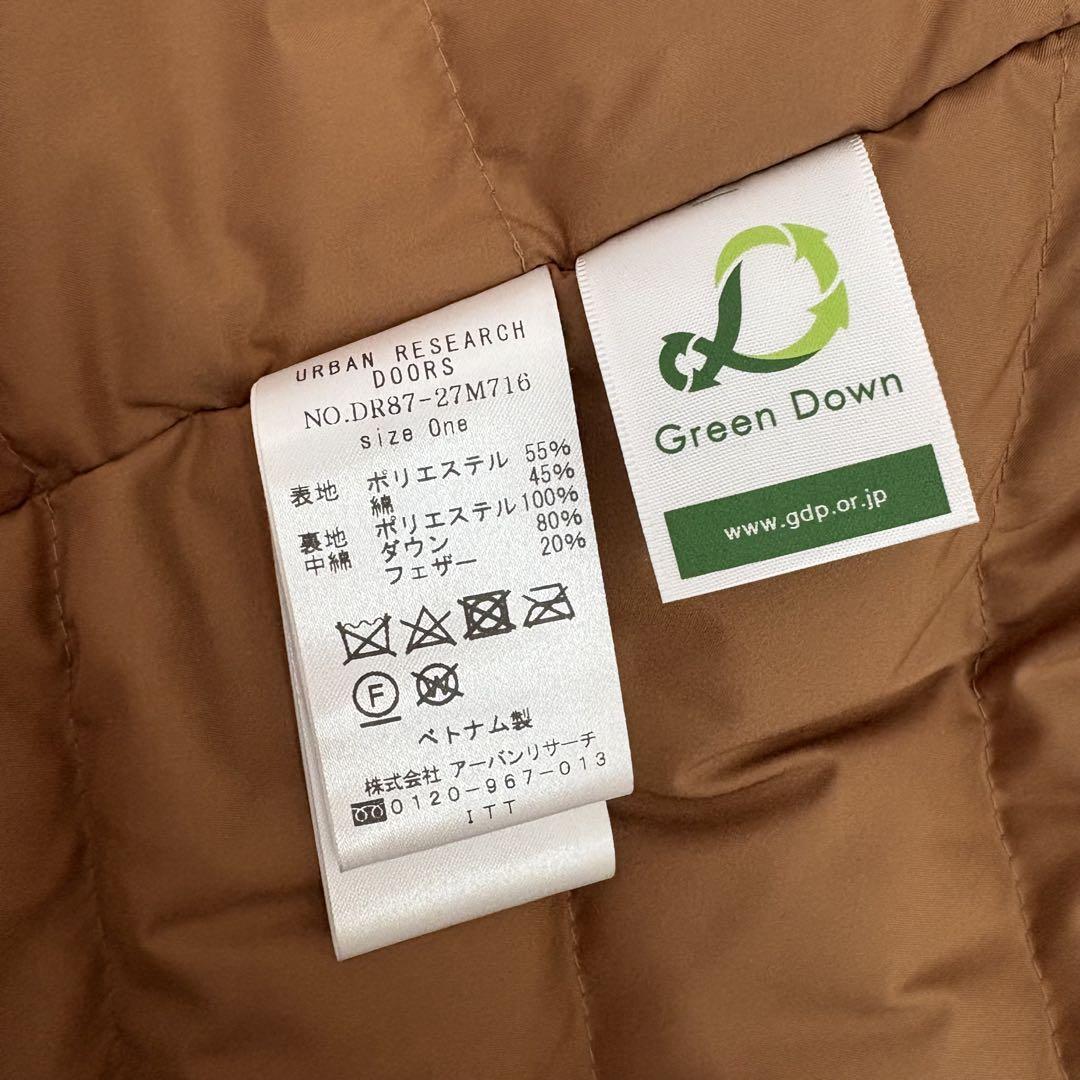 URBAN RESEARCH
DOORS
NO.DR87-27M716
size One
表地 ポリエステル 55%
綿 45%
裏地 ポリエステル 100%
中綿 ダウン 80%
フェザー 20%
F
W
ベトナム製
株式会社 アーバンリサーチ
0120-967-013
ITT
Green Down
www.gdp.or.jp